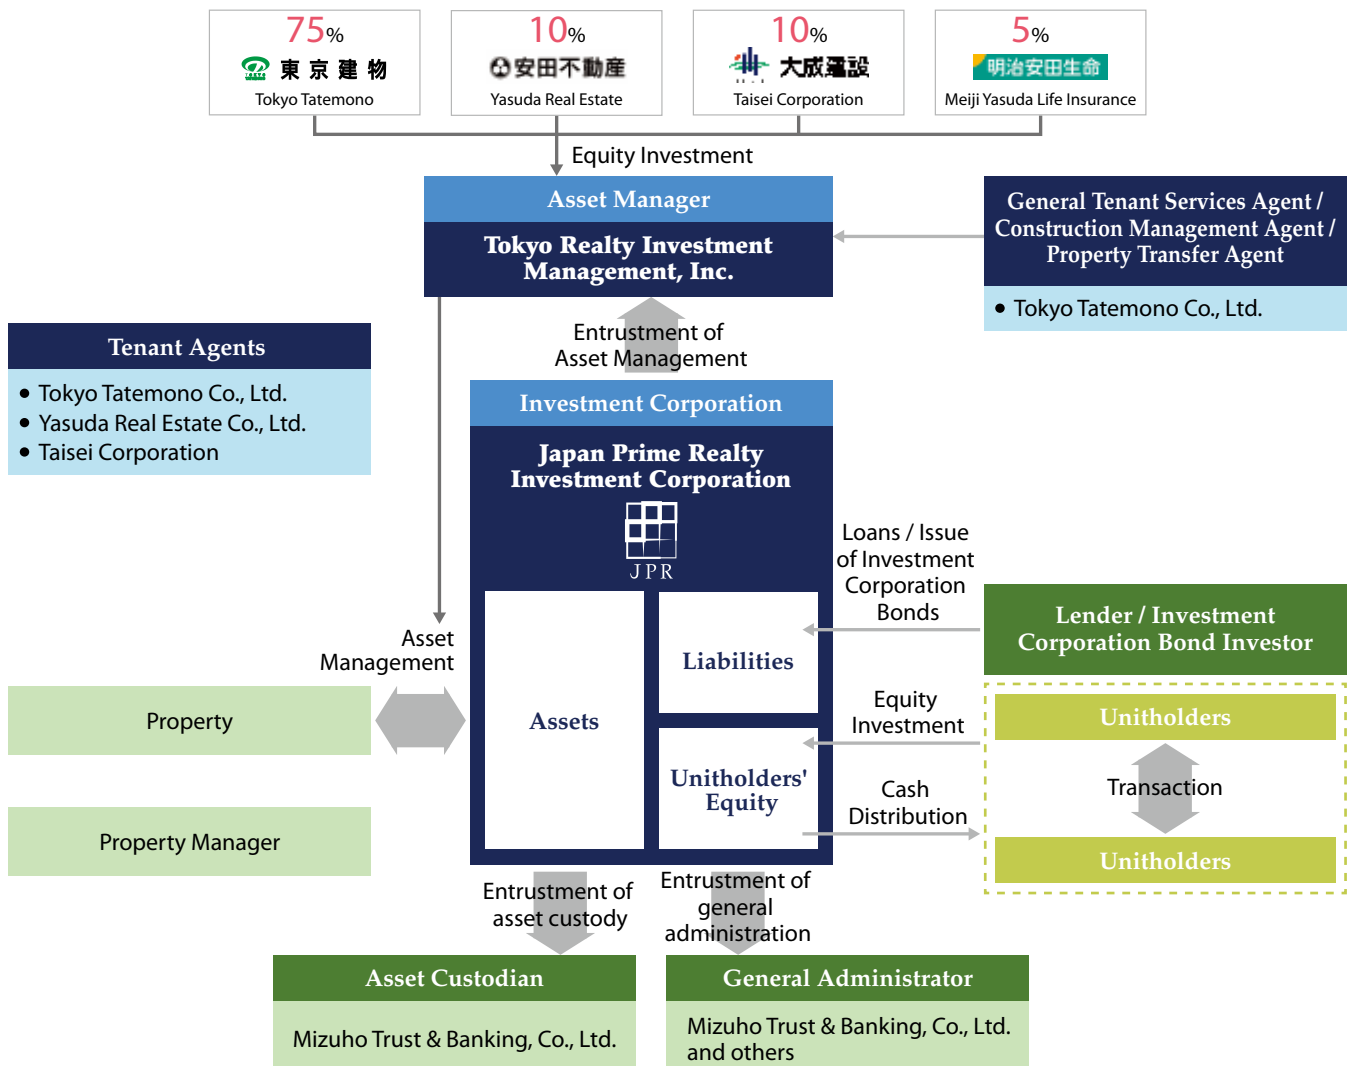 75%
東京建物
Tokyo Tatemono
10%
安田不動産
Yasuda Real Estate
10%
大成建設
Taisei Corporation
5%
明治安田生命
Meiji Yasuda Life Insurance
Equity Investment
Asset Manager
Tokyo Realty Investment
Management, Inc.
General Tenant Services Agent /
Construction Management Agent /
Property Transfer Agent
• Tokyo Tatemono Co., Ltd.
Entrustment of
Asset Management
Tenant Agents
• Tokyo Tatemono Co., Ltd.
• Yasuda Real Estate Co., Ltd.
• Taisei Corporation
Investment Corporation
Japan Prime Realty
Investment Corporation
JPR
Loans / Issue
of Investment
Corporation
Bonds
Lender / Investment
Corporation Bond Investor
Asset
Management
Liabilities
Assets
Property
Equity
Investment
Unitholders
Unitholders'
Equity
Transaction
Cash
Distribution
Property Manager
Unitholders
Entrustment of
asset custody
Entrustment of
general
administration
Asset Custodian
Mizuho Trust & Banking, Co., Ltd.
General Administrator
Mizuho Trust & Banking, Co., Ltd.
and others